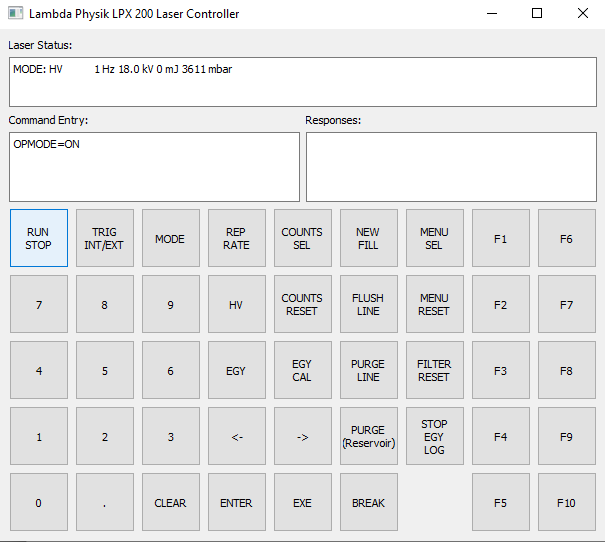 Lambda Physik LPX 200 Laser Controller
Laser Status:
MODE: HV 1 Hz 18.0 kV 0 mJ 3611 mbar
Command Entry:
Responses:
OPMODE=ON
RUN
STOP
TRIG
INT/EXT
MODE
REP
RATE
COUNTS
SEL
NEW
FILL
MENU
SEL
F1
F6
7
8
9
HV
COUNTS
RESET
FLUSH
LINE
MENU
RESET
F2
F7
4
5
6
EGY
EGY
CAL
PURGE
LINE
FILTER
RESET
F3
F8
1
2
3
<-
->
PURGE
(Reservoir)
STOP
EGY
LOG
F4
F9
0
.
CLEAR
ENTER
EXE
BREAK
F5
F10